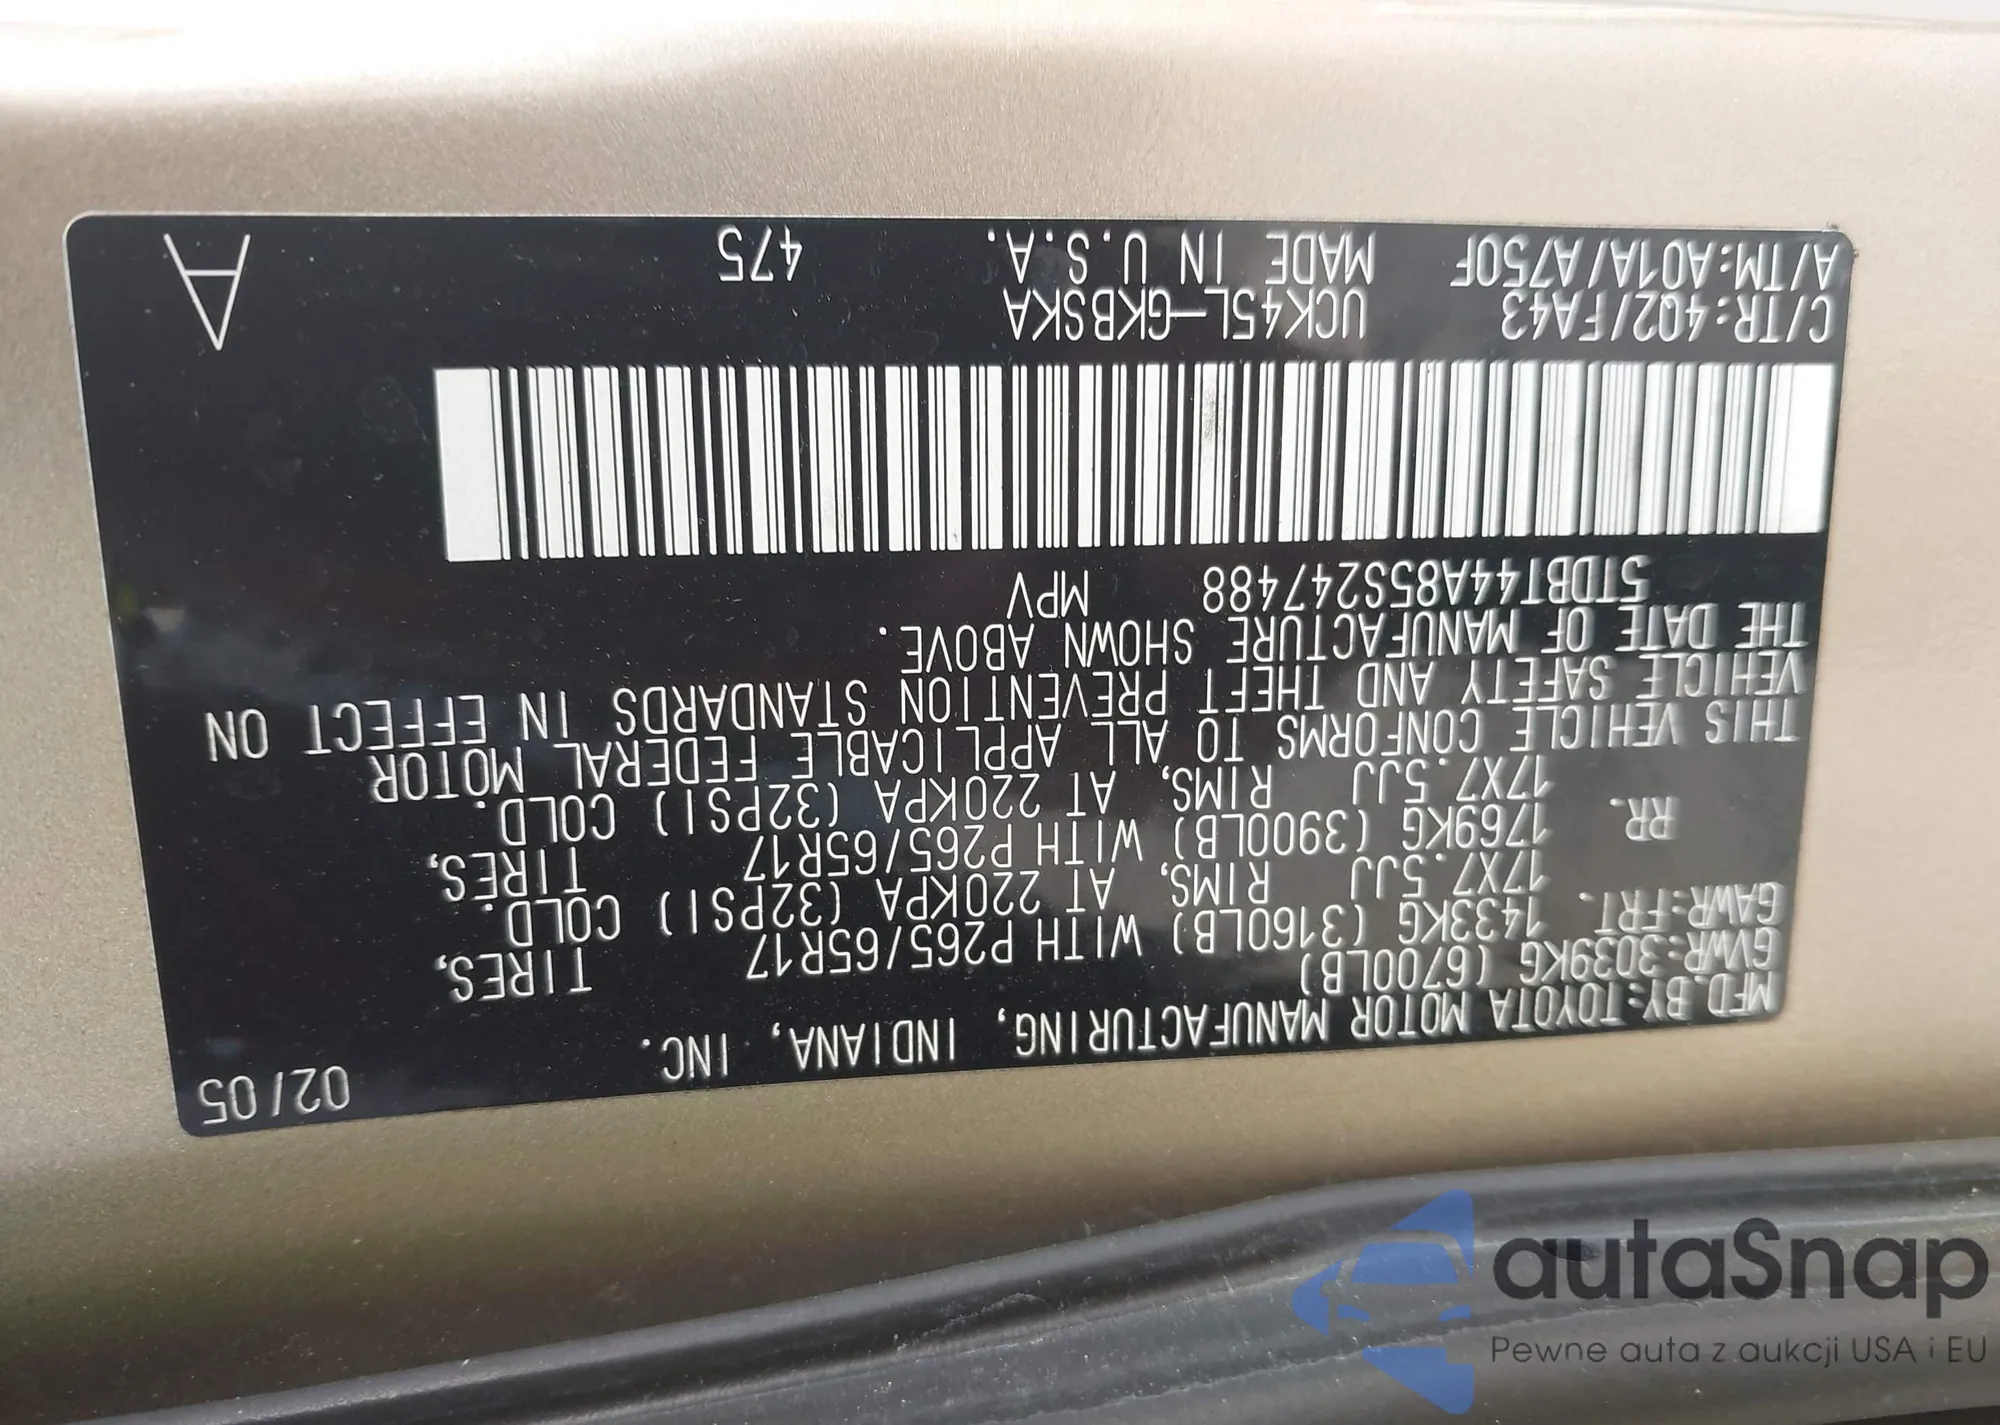 MFD. BY: TOYOTA MOTOR MANUFACTURING, INDIANA, INC. 02/05
GVWR: 3039KG (6700LB)
GAWR: FRT. 1433KG (3160LB) WITH P265/65R17 TIRES,
17X7.5JJ RIMS, AT 220KPA (32PSI) COLD.
RR. 1769KG (3900LB) WITH P265/65R17 TIRES,
17X7.5JJ RIMS, AT 220KPA (32PSI) COLD.
THIS VEHICLE CONFORMS TO ALL APPLICABLE FEDERAL MOTOR
VEHICLE SAFETY AND THEFT PREVENTION STANDARDS IN EFFECT ON
THE DATE OF MANUFACTURE SHOWN ABOVE.
5TDBT44A85S247488 MPV
C/TR: 4Q2/FA43 UCK45L-GKBSKA A
A/TM: A01A/A750F MADE IN U.S.A. 475
autaSnap
Pewne auta z aukcji USA i EU